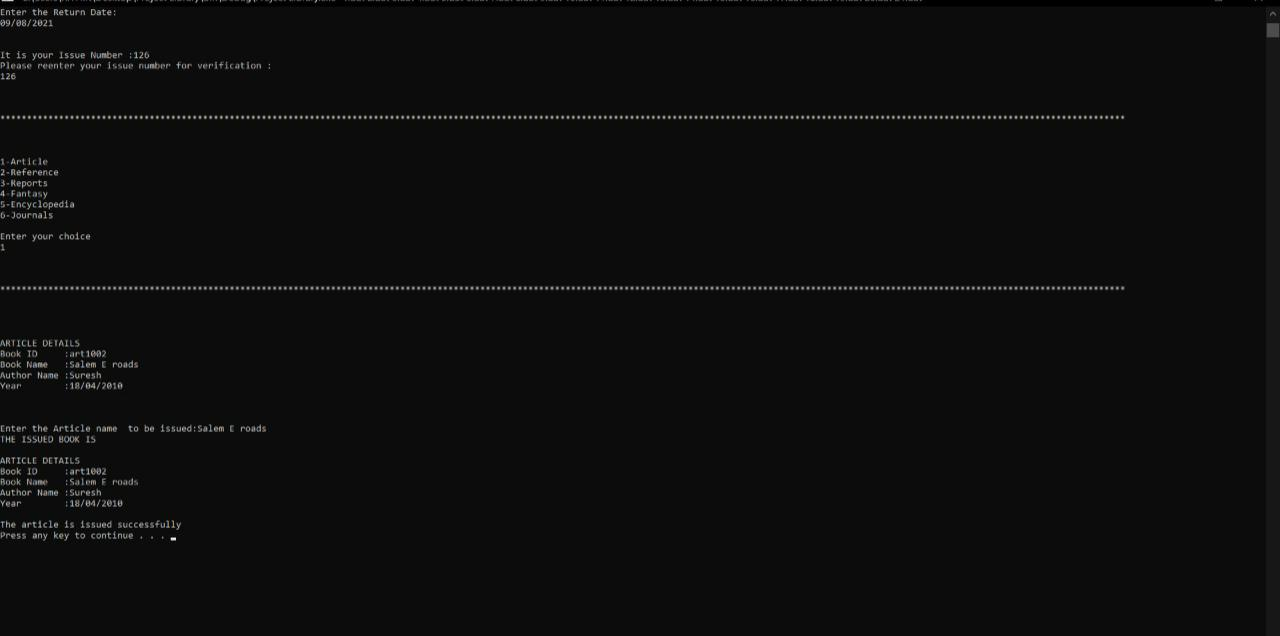 Enter the Return Date:
09/08/2021
It is your Issue Number :126
Please reenter your issue number for verification :
126
1-Article
2-Reference
3-Reports
4-Fantasy
5-Encyclopedia
6-Journals
Enter your choice
1
ARTICLE DETAILS
Book ID     :art1002
Book Name   :Salem E roads
Author Name :Suresh
Year        :18/04/2010
Enter the Article name  to be issued:Salem E roads
THE ISSUED BOOK IS
ARTICLE DETAILS
Book ID     :art1002
Book Name   :Salem E roads
Author Name :Suresh
Year        :18/04/2010
The article is issued successfully
Press any key to continue . . .